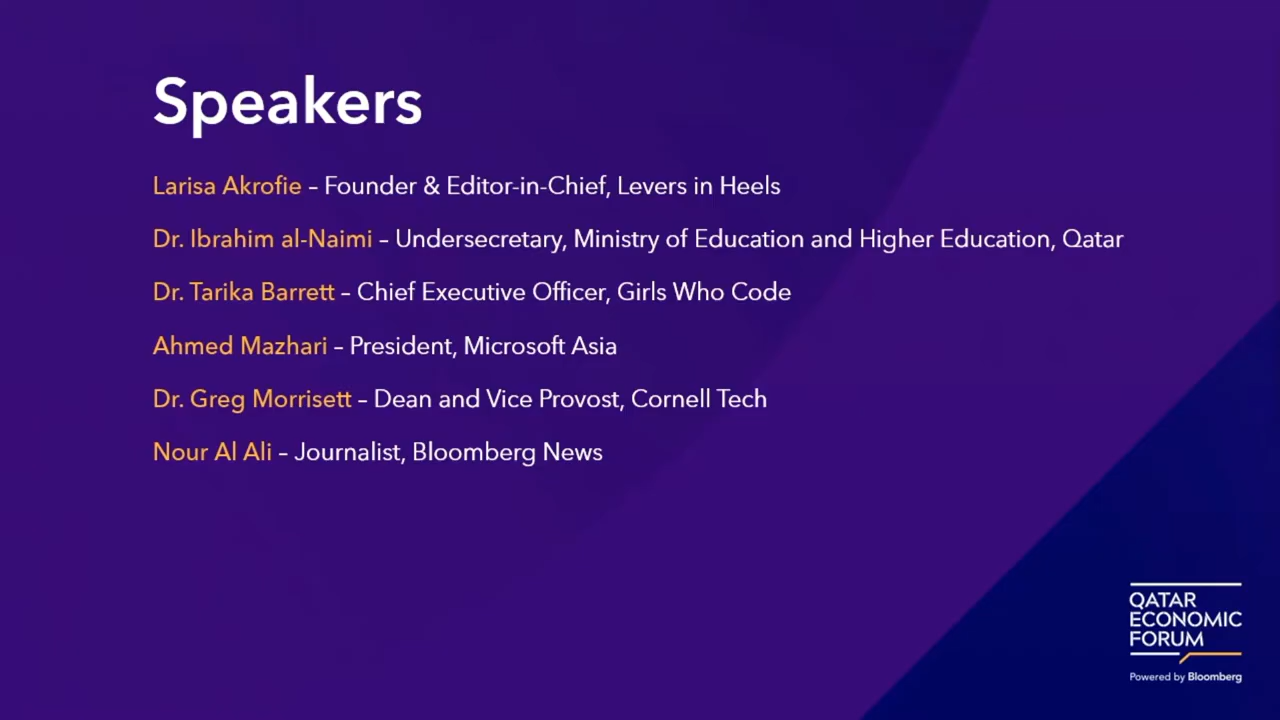 Speakers
Larisa Akrofie – Founder & Editor-in-Chief, Levers in Heels
Dr. Ibrahim al-Naimi – Undersecretary, Ministry of Education and Higher Education, Qatar
Dr. Tarika Barrett – Chief Executive Officer, Girls Who Code
Ahmed Mazhari – President, Microsoft Asia
Dr. Greg Morrisett – Dean and Vice Provost, Cornell Tech
Nour Al Ali – Journalist, Bloomberg News
QATAR
ECONOMIC
FORUM
Powered by Bloomberg